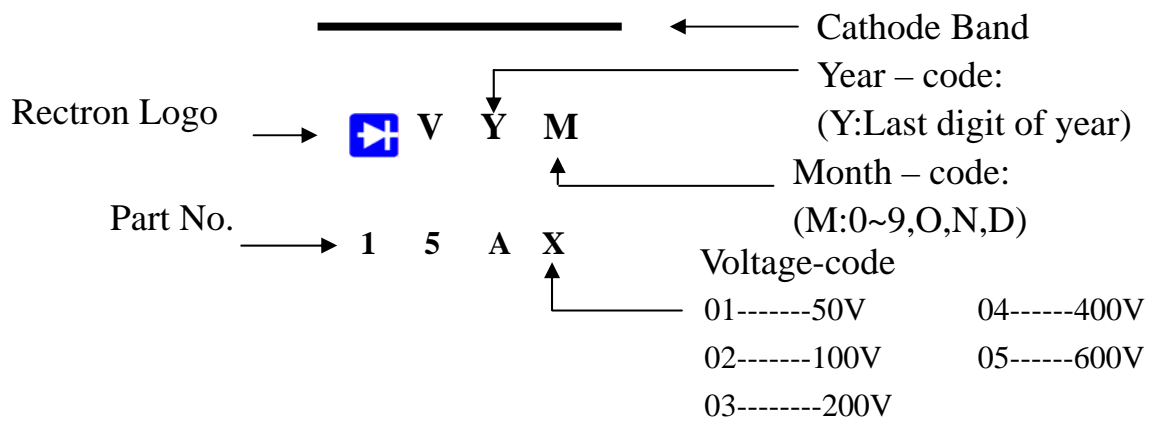 Cathode Band
Year – code:
Rectron Logo
V Y M
(Y:Last digit of year)
Month – code:
(M:0~9,O,N,D)
Part No.
1 5 A X
Voltage-code
01-------50V 04------400V
02-------100V 05------600V
03--------200V